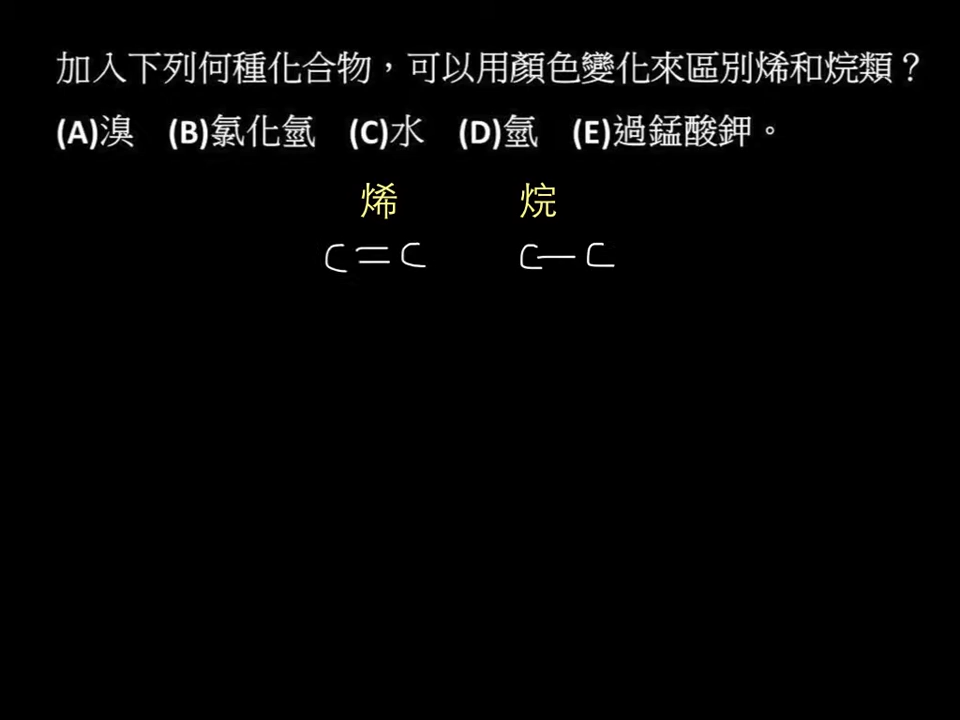 加入下列何種化合物，可以用顏色變化來區別烯和烷類？
(A)溴 (B)氯化氫 (C)水 (D)氫 (E)過錳酸鉀。
烯 烷
C=C C-C